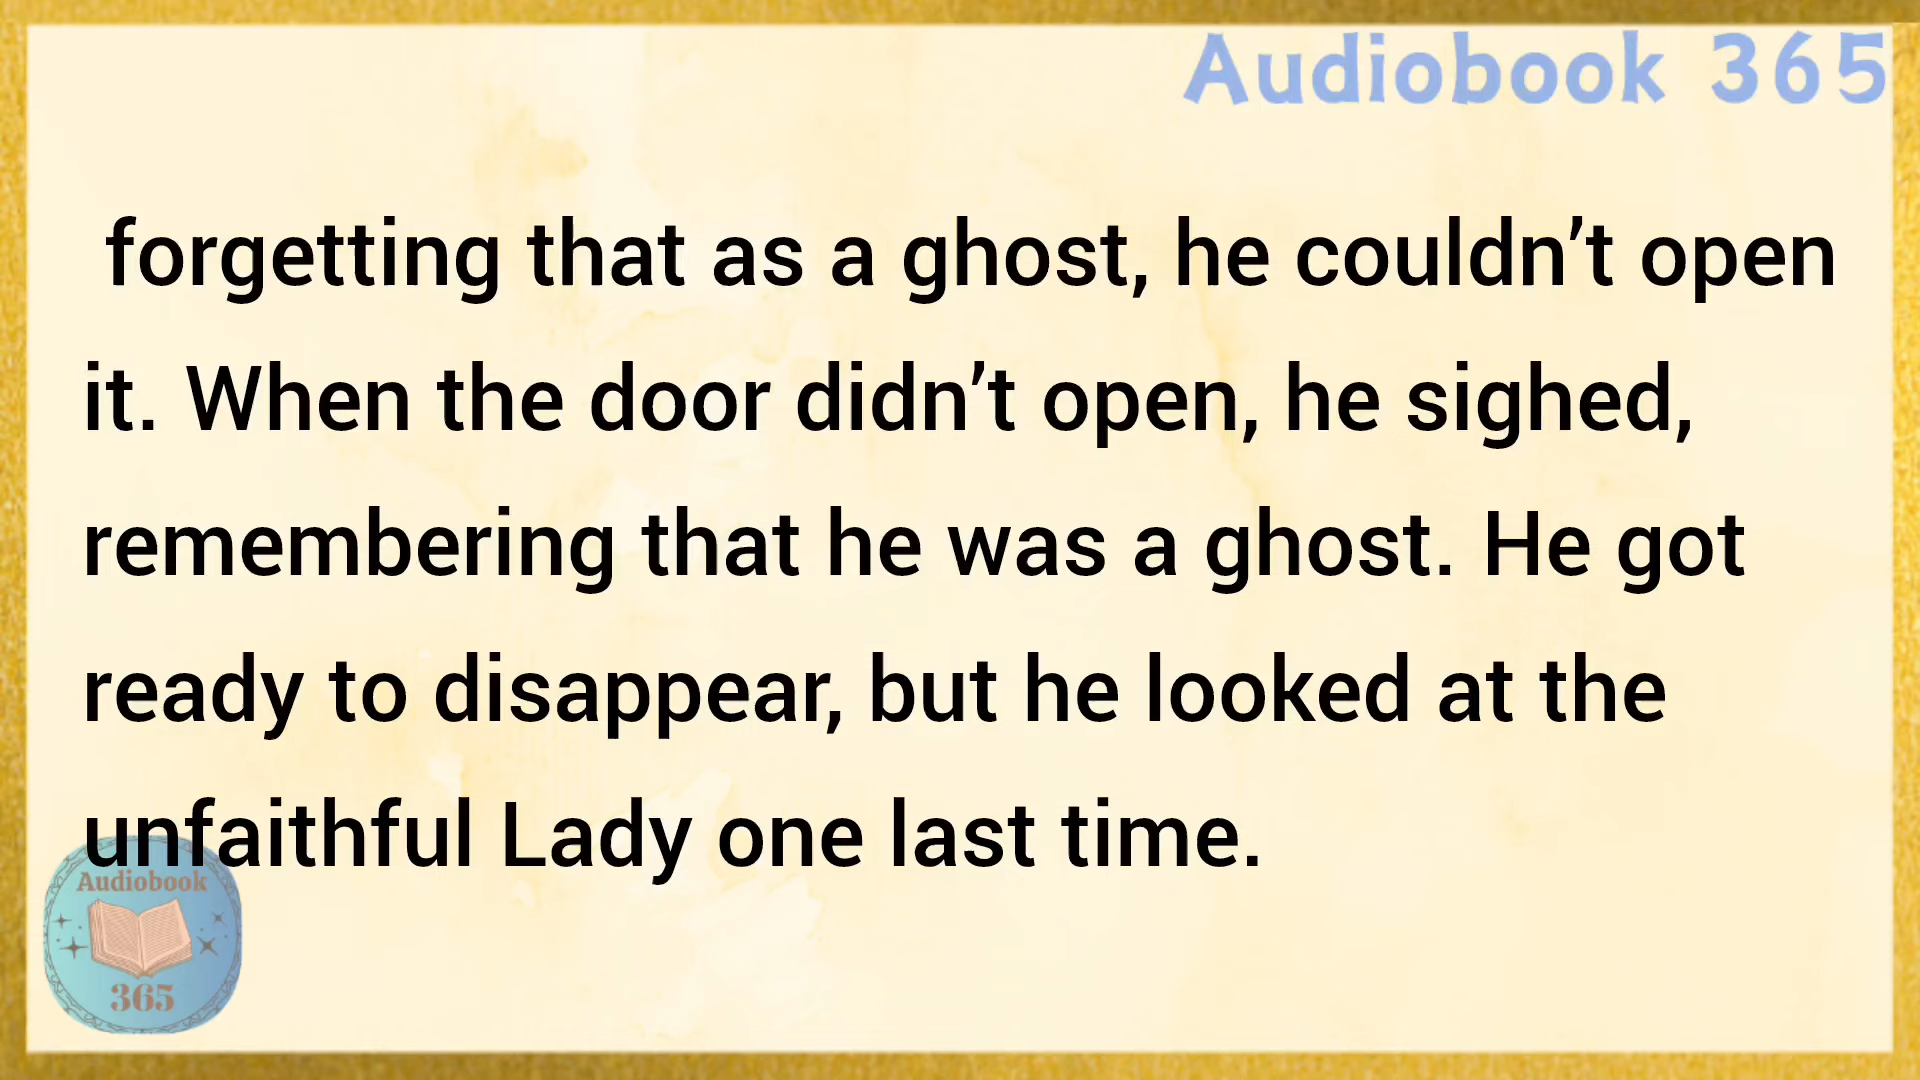 Audiobook 365
forgetting that as a ghost, he couldn’t open
it. When the door didn’t open, he sighed,
remembering that he was a ghost. He got
ready to disappear, but he looked at the
unfaithful Lady one last time.
Audiobook
365